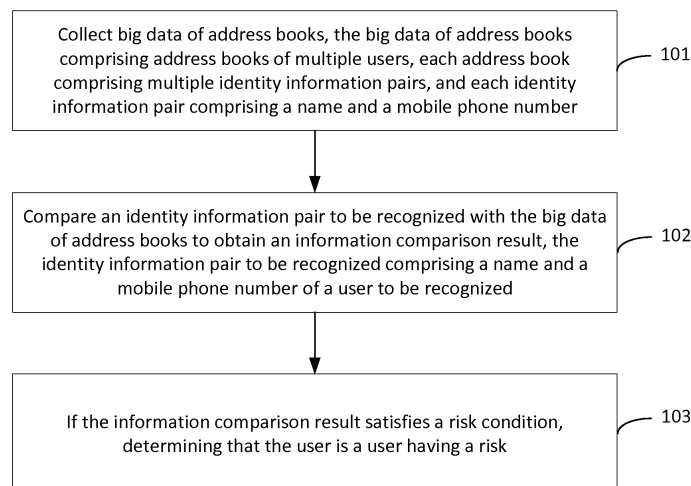 Collect big data of address books, the big data of address books
comprising address books of multiple users, each address book
comprising multiple identity information pairs, and each identity
information pair comprising a name and a mobile phone number
101
Compare an identity information pair to be recognized with the big data
of address books to obtain an information comparison result, the
identity information pair to be recognized comprising a name and a
mobile phone number of a user to be recognized
102
If the information comparison result satisfies a risk condition,
determining that the user is a user having a risk
103